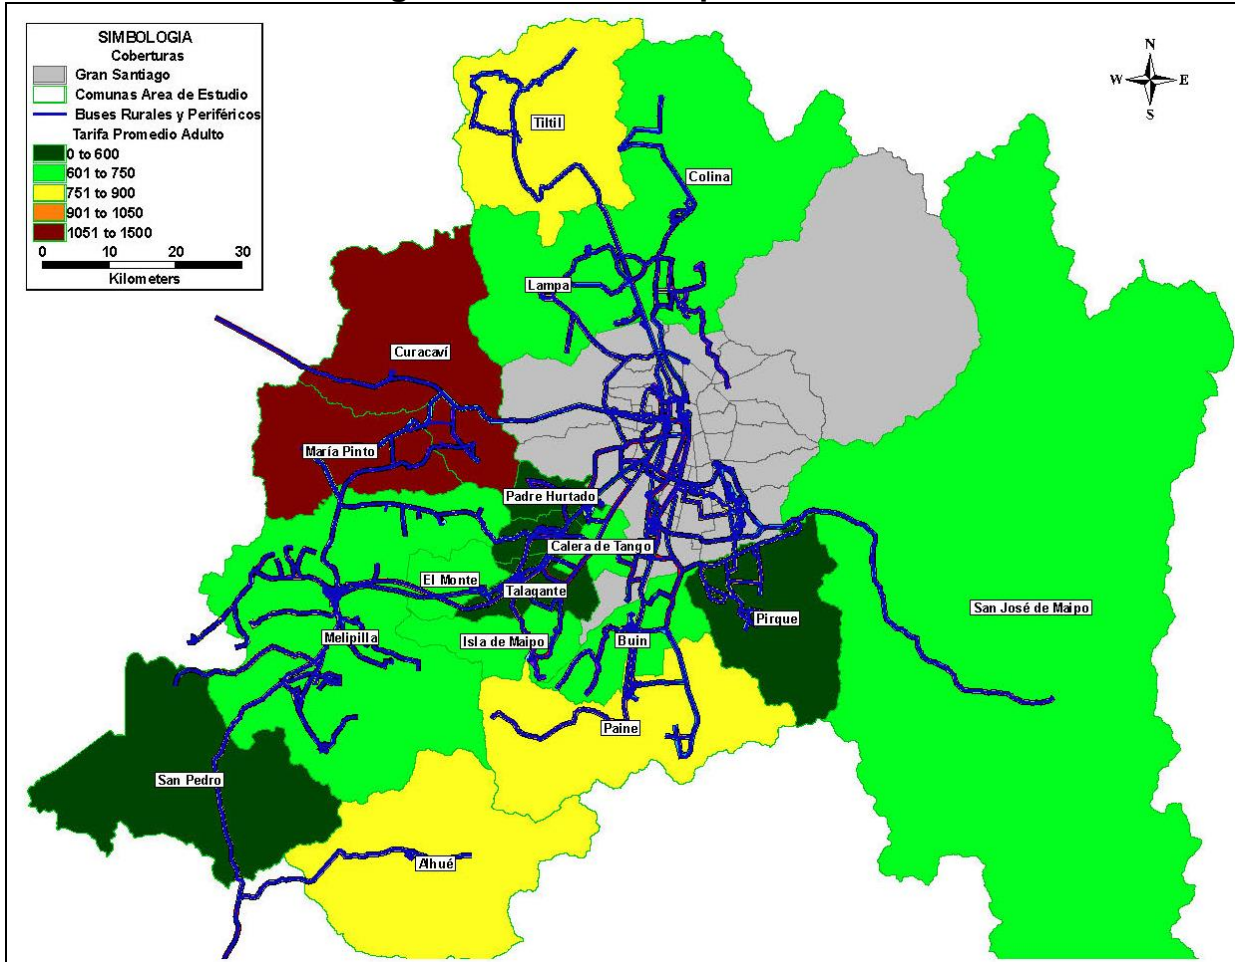 SIMBOLOGIA
Coberturas
Gran Santiago
Comunas Area de Estudio
Buses Rurales y Periféricos
Tarifa Promedio Adulto
0 to 600
601 to 750
751 to 900
901 to 1050
1051 to 1500
0 10 20 30
Kilometers
N
W E
S
Tiltil
Colina
Lampa
Curacaví
María Pinto
Padre Hurtado
Calera de Tango
El Monte
Talagante
San José de Maipo
Pirque
Melipilla
Isla de Maipo
Buin
Paine
San Pedro
Alhué